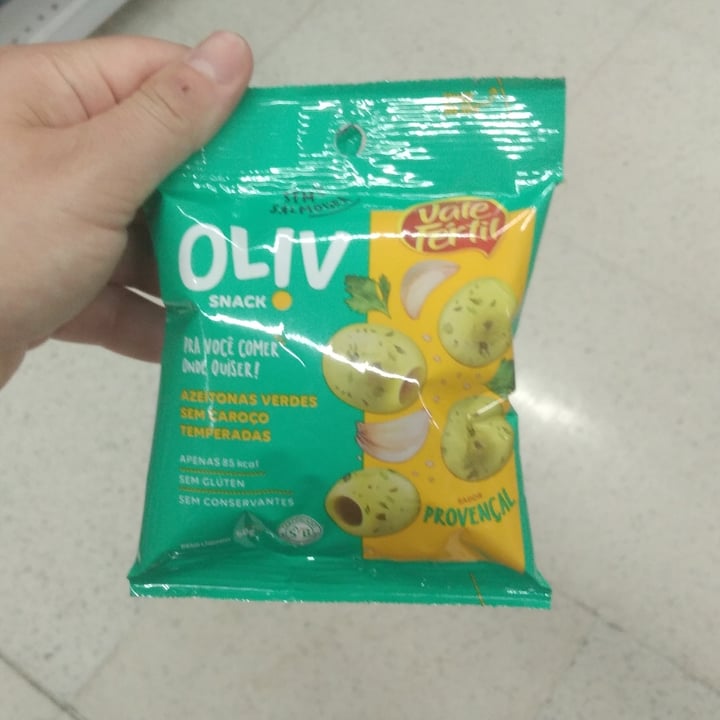 SEM
SALMOURA
Vale
Fértil
OLIV
SNACK
PRA VOCÊ COMER
ONDE QUISER!
AZEITONAS VERDES
SEM CAROÇO
TEMPERADAS
APENAS 85 kcal
SEM GLÚTEN
SEM CONSERVANTES
SABOR
PROVENÇAL